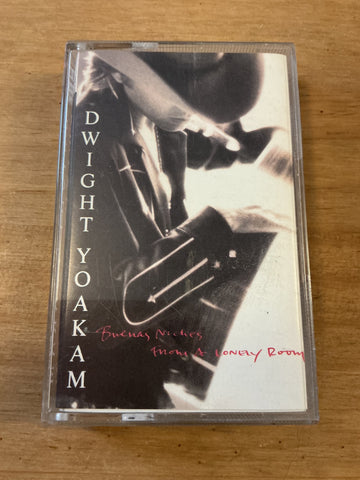 DWIGHT YOAKAM
Buenas Noches
FROM A LONELY ROOM